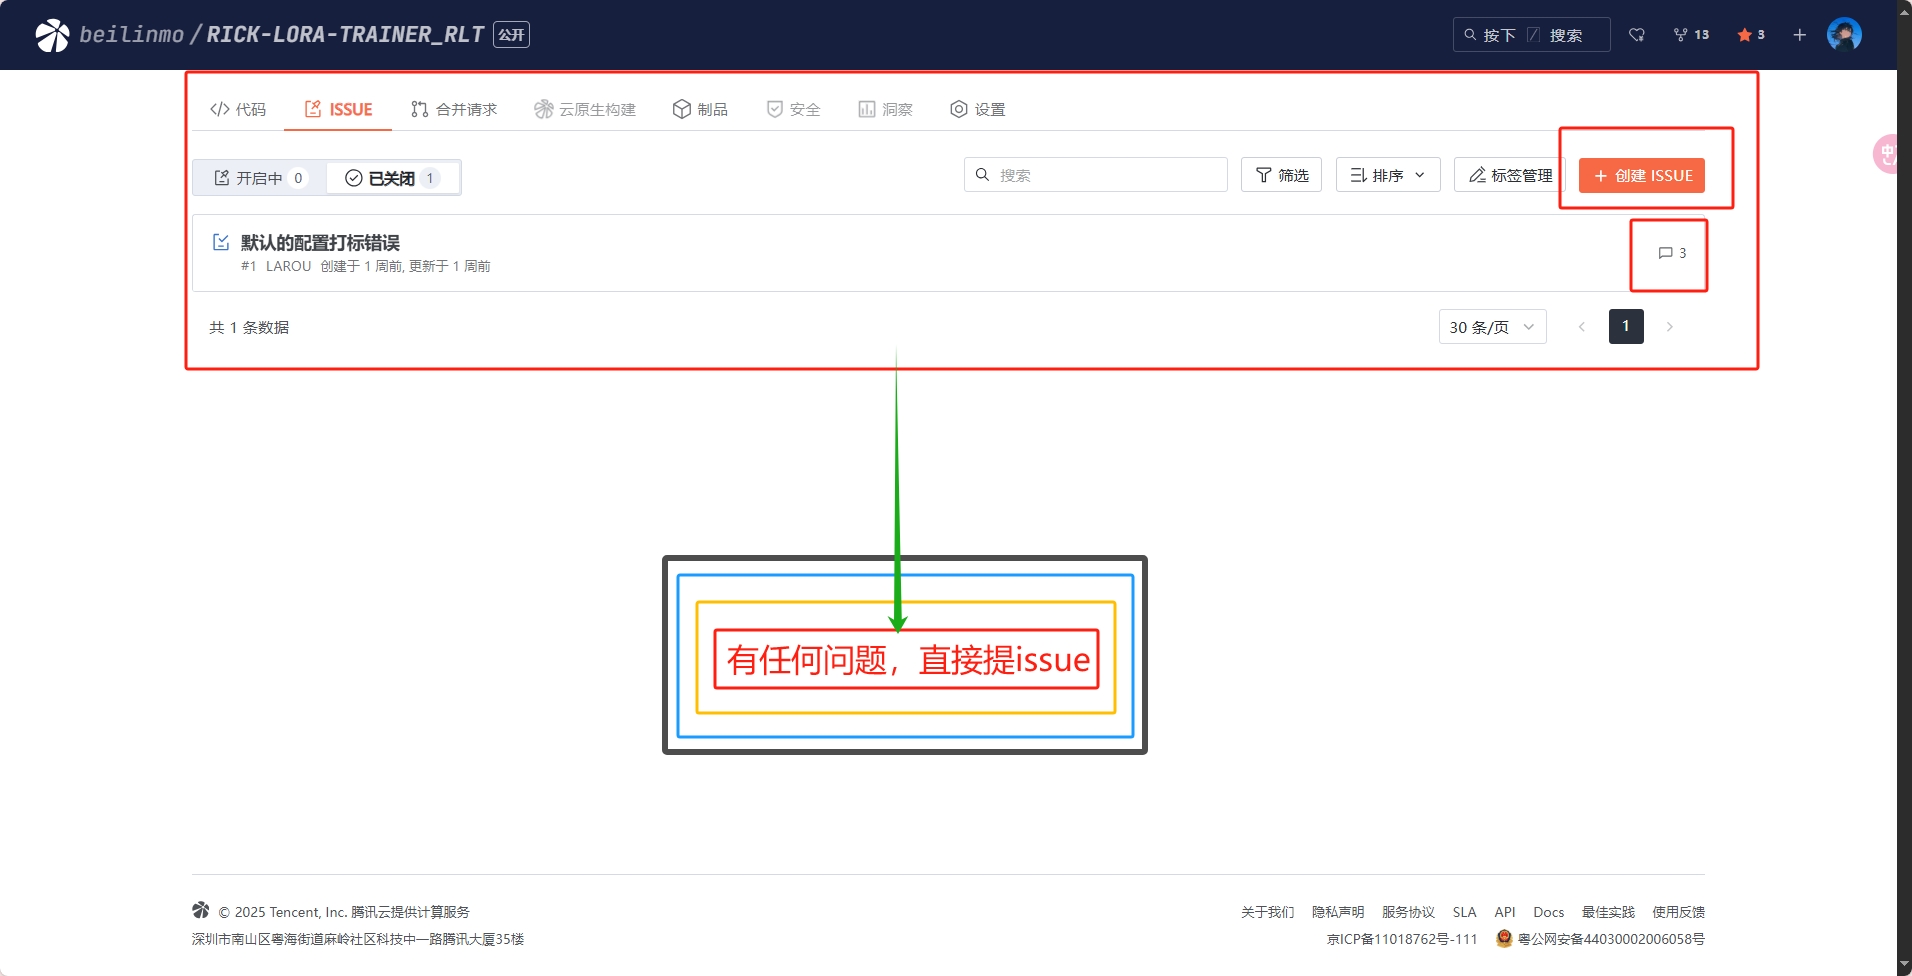 beilinmo / RICK-LORA-TRAINER_RLT 公开
按下 / 搜索
13
3
代码
ISSUE
合并请求
云原生构建
制品
安全
洞察
设置
开启中 0
已关闭 1
搜索
筛选
排序
标签管理
+ 创建 ISSUE
默认的配置打标错误
#1 LAROU 创建于 1 周前, 更新于 1 周前
3
共 1 条数据
30 条/页
1
有任何问题，直接提issue
© 2025 Tencent, Inc. 腾讯云提供计算服务
深圳市南山区粤海街道麻岭社区科技中一路腾讯大厦35楼
关于我们 隐私声明 服务协议 SLA API Docs 最佳实践 使用反馈
京ICP备11018762号-111 粤公网安备44030002006058号